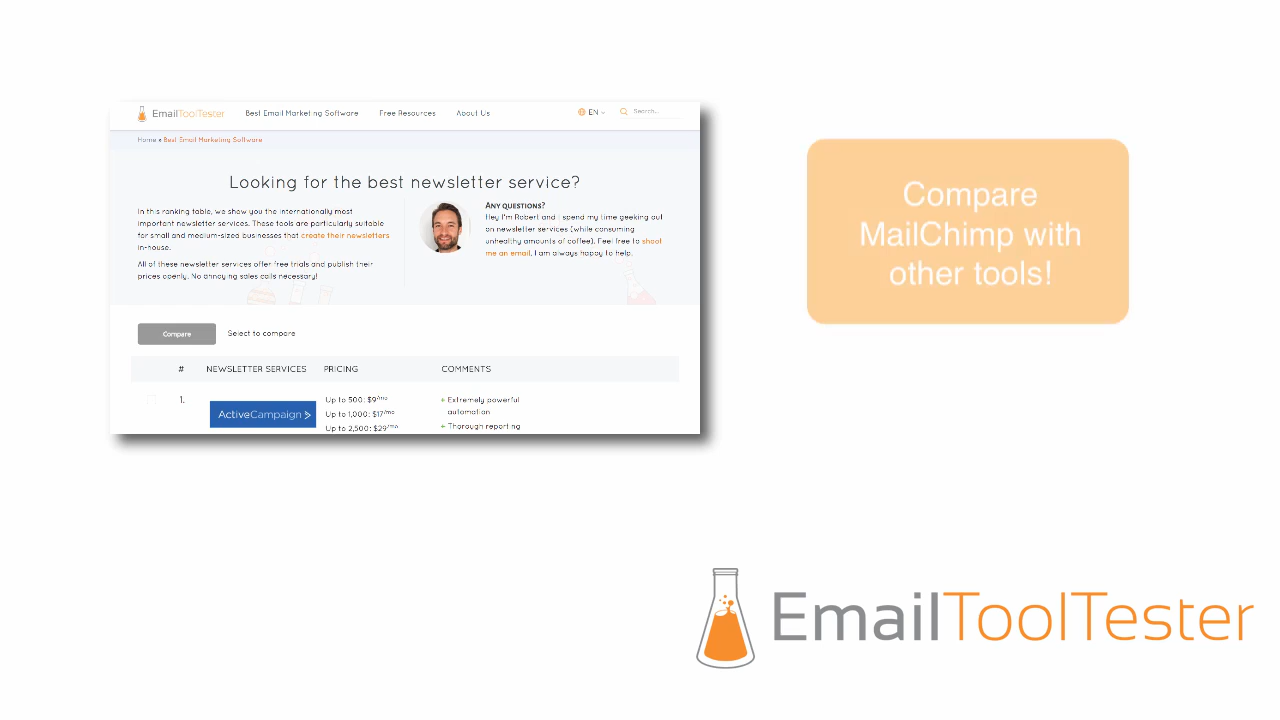 EmailToolTester
Best Email Marketing Software
Free Resources
About Us
EN
Search...
Home » Best Email Marketing Software
Looking for the best newsletter service?
In this ranking table, we show you the internationally most
important newsletter services. These tools are particularly suitable
for small and medium-sized businesses that create their newsletters
in-house.
All of these newsletter services offer free trials and publish their
prices openly. No annoying sales calls necessary!
ANY QUESTIONS?
Hey I'm Robert and I spend my time geeking out
on newsletter services (while consuming
unhealthy amounts of coffee). Feel free to shoot
me an email. I am always happy to help.
Compare
Select to compare
# NEWSLETTER SERVICES PRICING COMMENTS
1.
ActiveCampaign >
Up to 500: $9/mo
Up to 1,000: $17/mo
Up to 2,500: $29/mo
+ Extremely powerful
automation
+ Thorough reporting
Compare
MailChimp with
other tools!
EmailToolTester